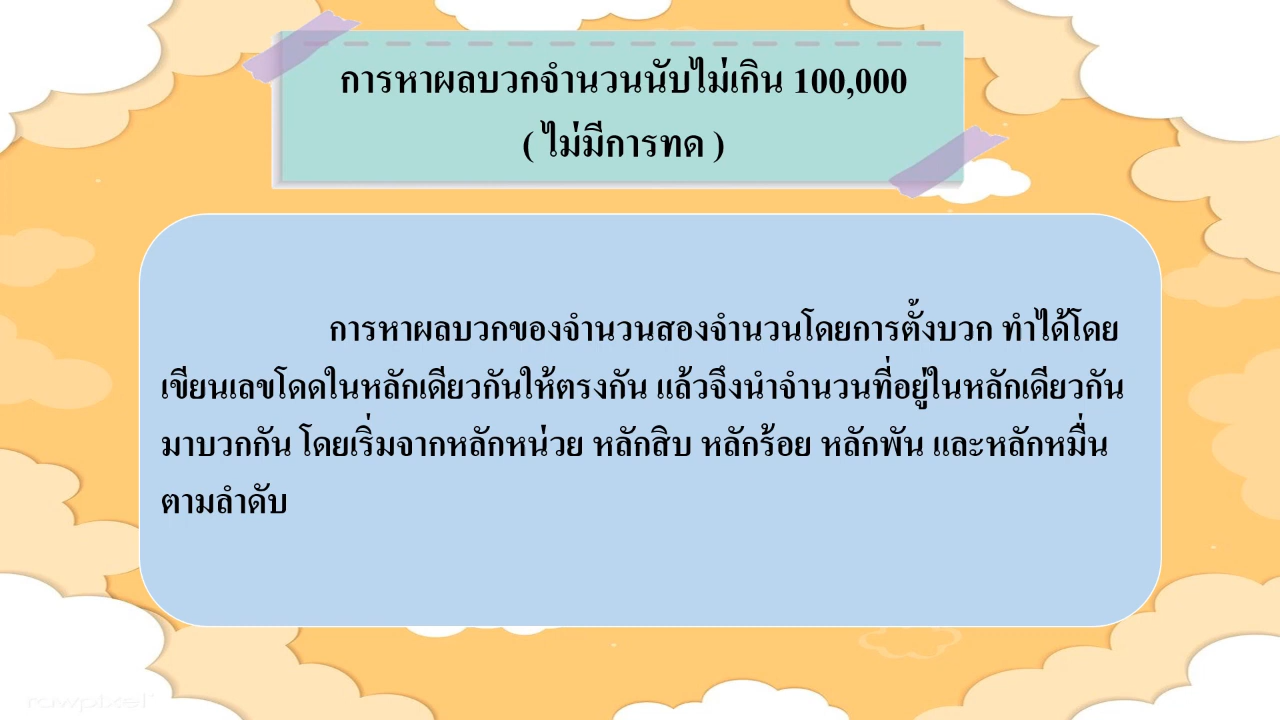 การหาผลบวกจำนวนนับไม่เกิน 100,000
( ไม่มีการทด )
การหาผลบวกของจำนวนสองจำนวนโดยการตั้งบวก ทำได้โดย
เขียนเลขโดดในหลักเดียวกันให้ตรงกัน แล้วจึงนำจำนวนที่อยู่ในหลักเดียวกัน
มาบวกกัน โดยเริ่มจากหลักหน่วย หลักสิบ หลักร้อย หลักพัน และหลักหมื่น
ตามลำดับ
rawpixel